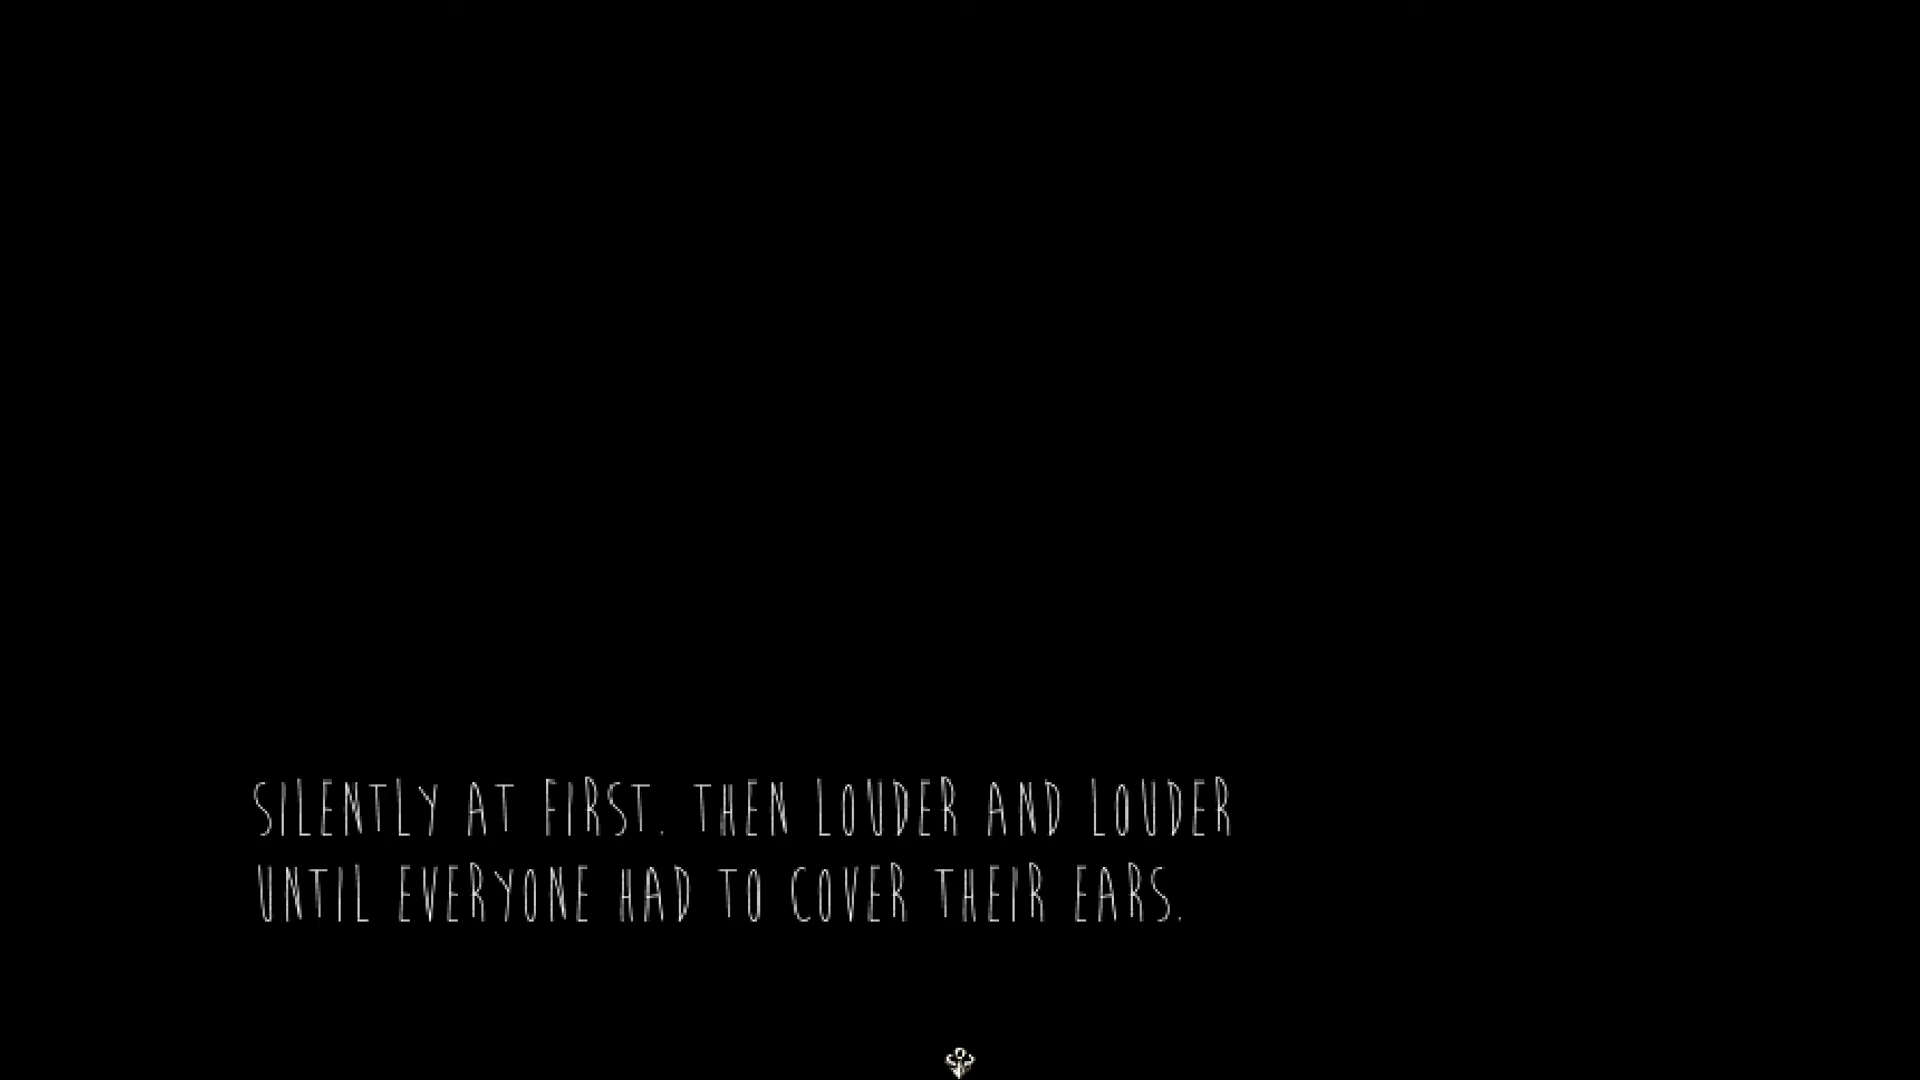 SILENTLY AT FIRST. THEN LOUDER AND LOUDER
UNTIL EVERYONE HAD TO COVER THEIR EARS.